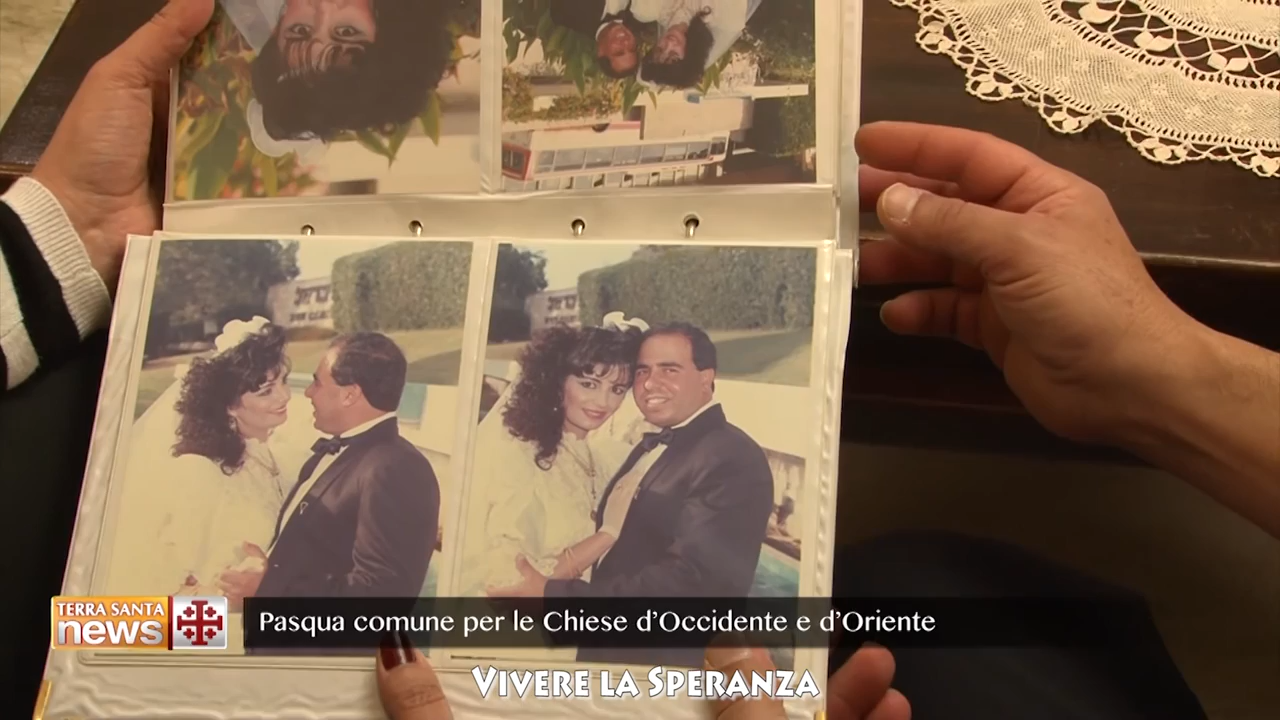 TERRA SANTA
news
Pasqua comune per le Chiese d'Occidente e d'Oriente
VIVERE LA SPERANZA